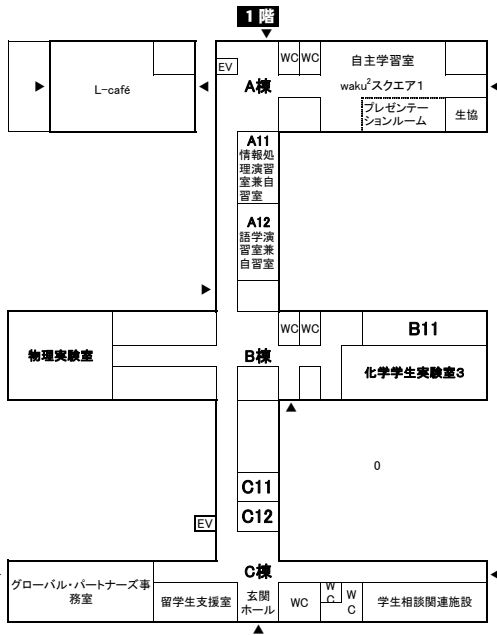 1階
WC WC
自主学習室
EV
L-café
A棟
waku²スクエア1
プレゼンテー
ションルーム
生協
A11
情報処
理演習
室兼自
習室
A12
語学演
習室兼
自習室
WC WC
B11
物理実験室
B棟
化学学生実験室3
0
C11
C12
EV
C棟
グローバル・パートナーズ事
務室
留学生支援室
玄関
ホール
WC
W
C
W
C
学生相談関連施設